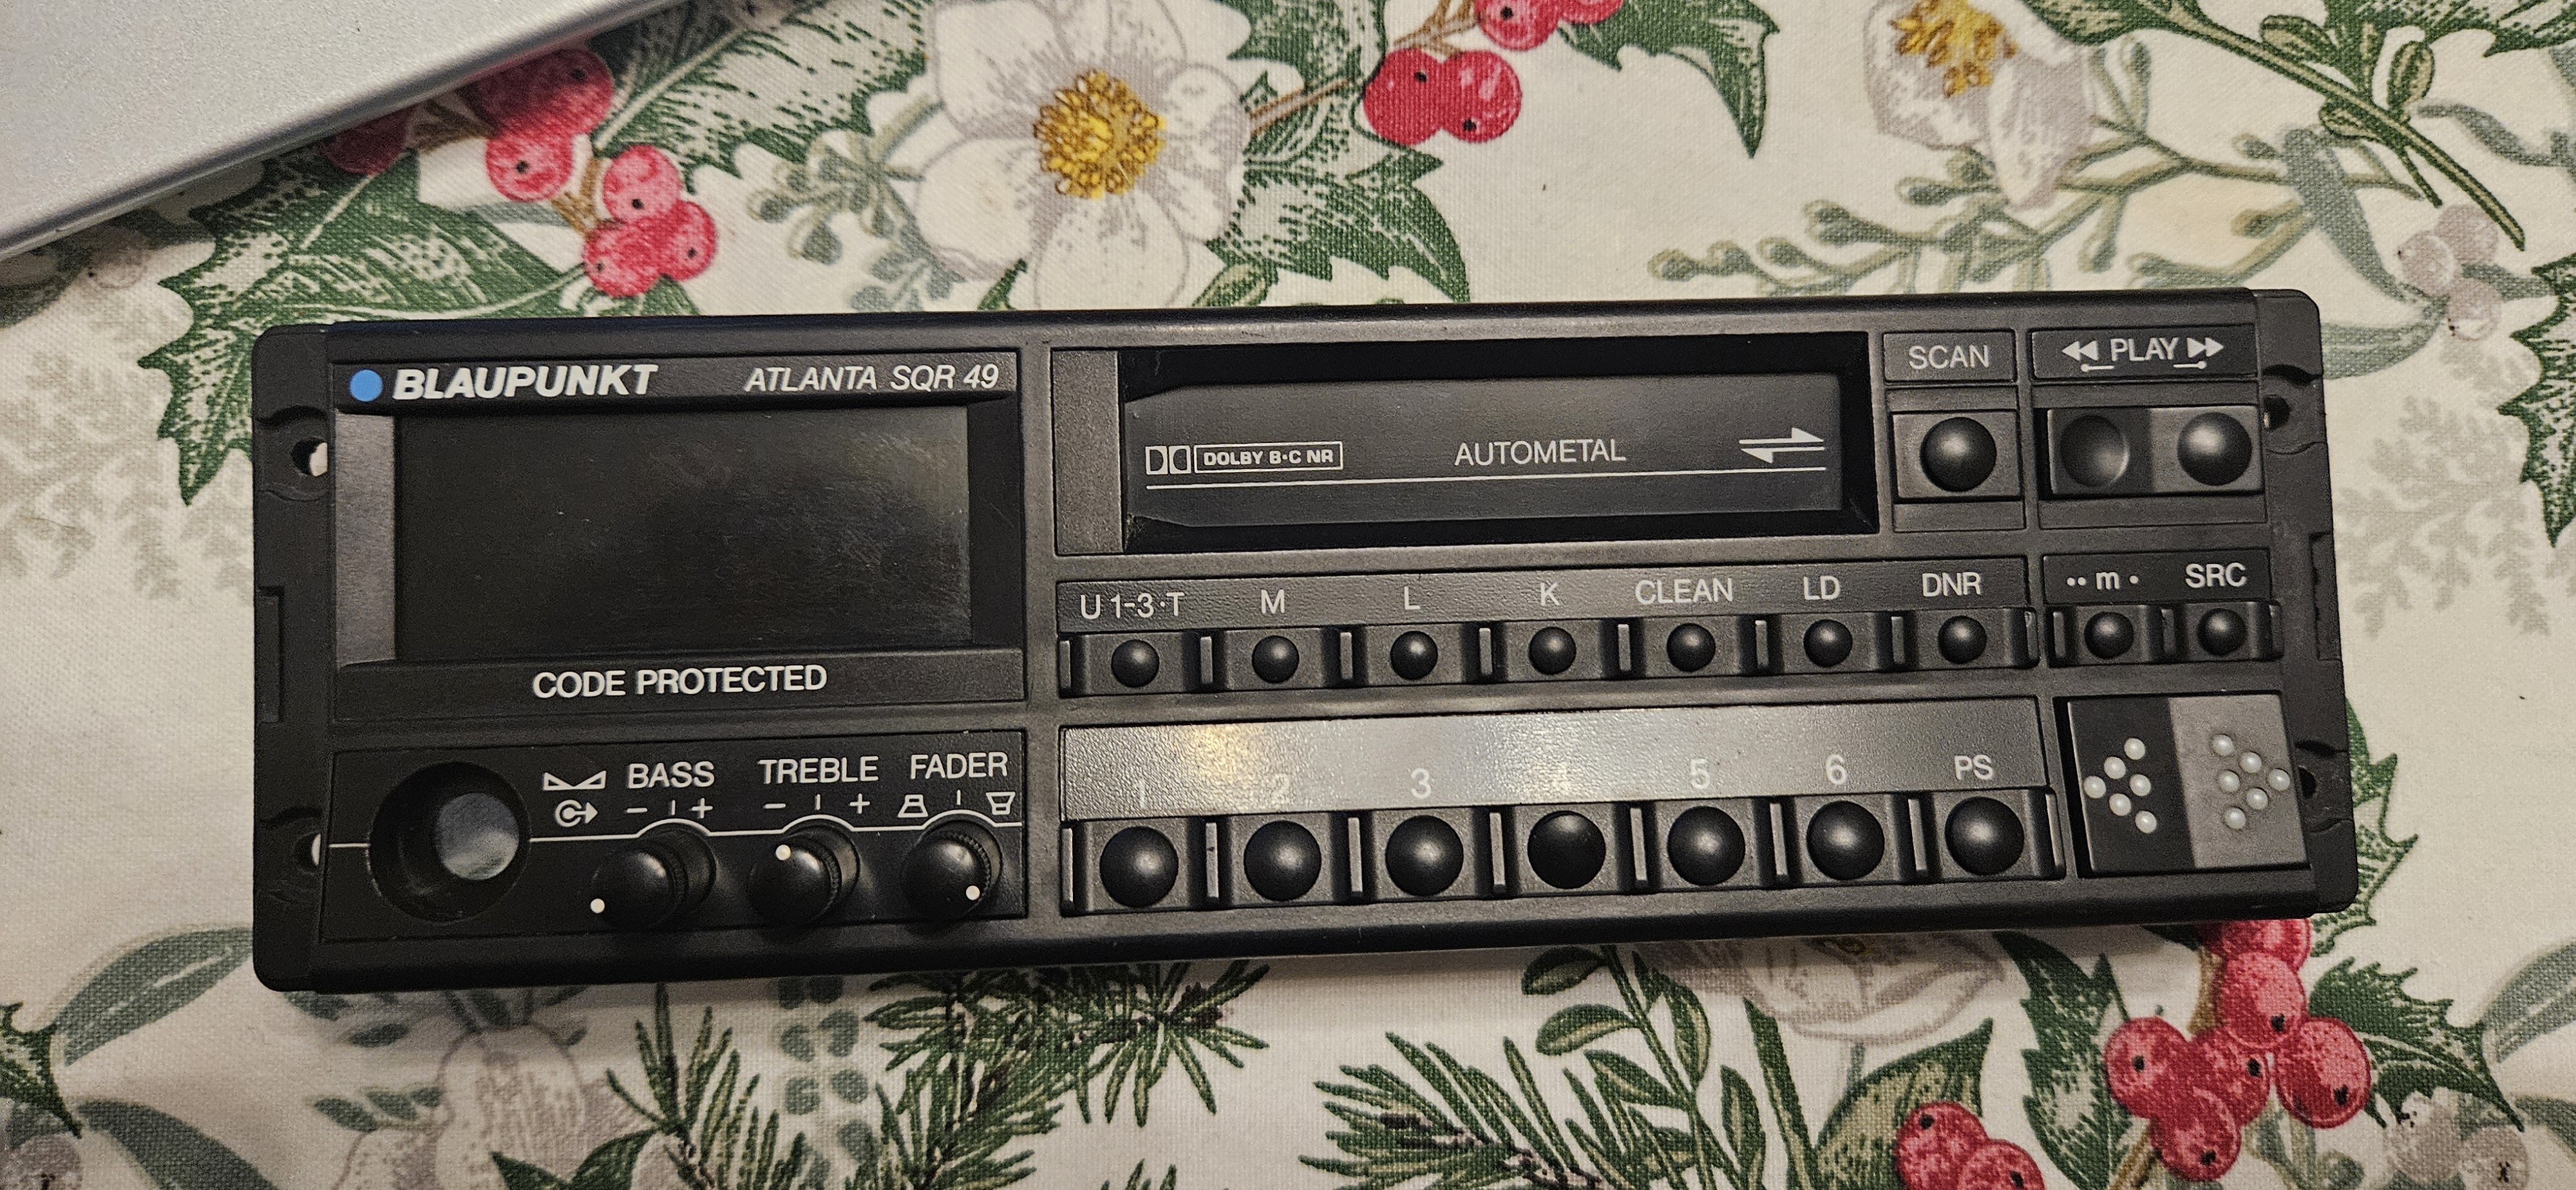 BLAUPUNKT ATLANTA SQR 49
CODE PROTECTED
BASS TREBLE FADER
- + - +
DOLBY B·C NR AUTOMETAL
SCAN
PLAY
U 1-3·T M L K CLEAN LD DNR
·· m · SRC
1 2 3 4 5 6 PS